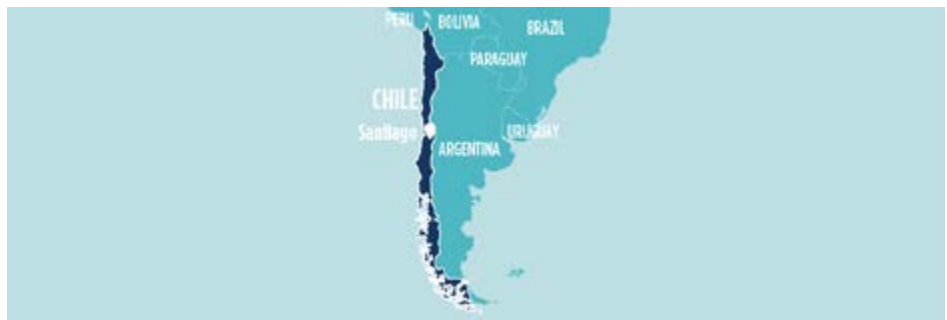 PERU
BOLIVIA
BRAZIL
PARAGUAY
CHILE
Santiago
URUGUAY
ARGENTINA